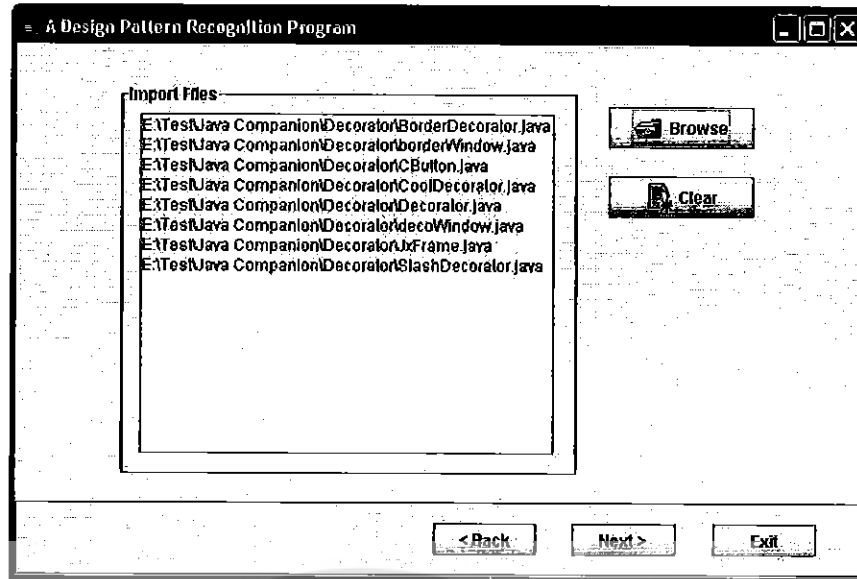 A Design Pattern Recognition Program
Import Files
E:\Test\Java Companion\Decorator\BorderDecorator.java
E:\Test\Java Companion\Decorator\borderWindow.java
E:\Test\Java Companion\Decorator\CButton.java
E:\Test\Java Companion\Decorator\CoolDecorator.java
E:\Test\Java Companion\Decorator\Decorator.java
E:\Test\Java Companion\Decorator\decoWindow.java
E:\Test\Java Companion\Decorator\JxFrame.java
E:\Test\Java Companion\Decorator\SlashDecorator.java
Browse
Clear
< Back
Next >
Exit